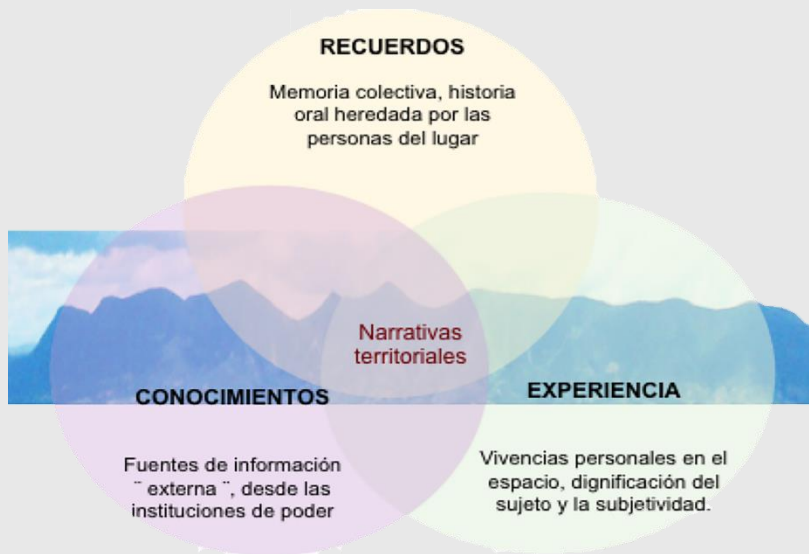 RECUERDOS
Memoria colectiva, historia
oral heredada por las
personas del lugar
Narrativas
territoriales
CONOCIMIENTOS
Fuentes de información
¨ externa ¨, desde las
instituciones de poder
EXPERIENCIA
Vivencias personales en el
espacio, dignificación del
sujeto y la subjetividad.